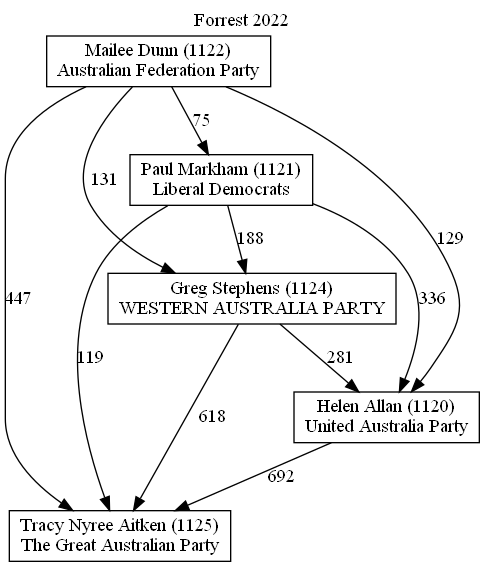 Forrest 2022
Mailee Dunn (1122)
Australian Federation Party
75
Paul Markham (1121)
Liberal Democrats
131
188
129
Greg Stephens (1124)
WESTERN AUSTRALIA PARTY
447
336
119
281
618
Helen Allan (1120)
United Australia Party
692
Tracy Nyree Aitken (1125)
The Great Australian Party